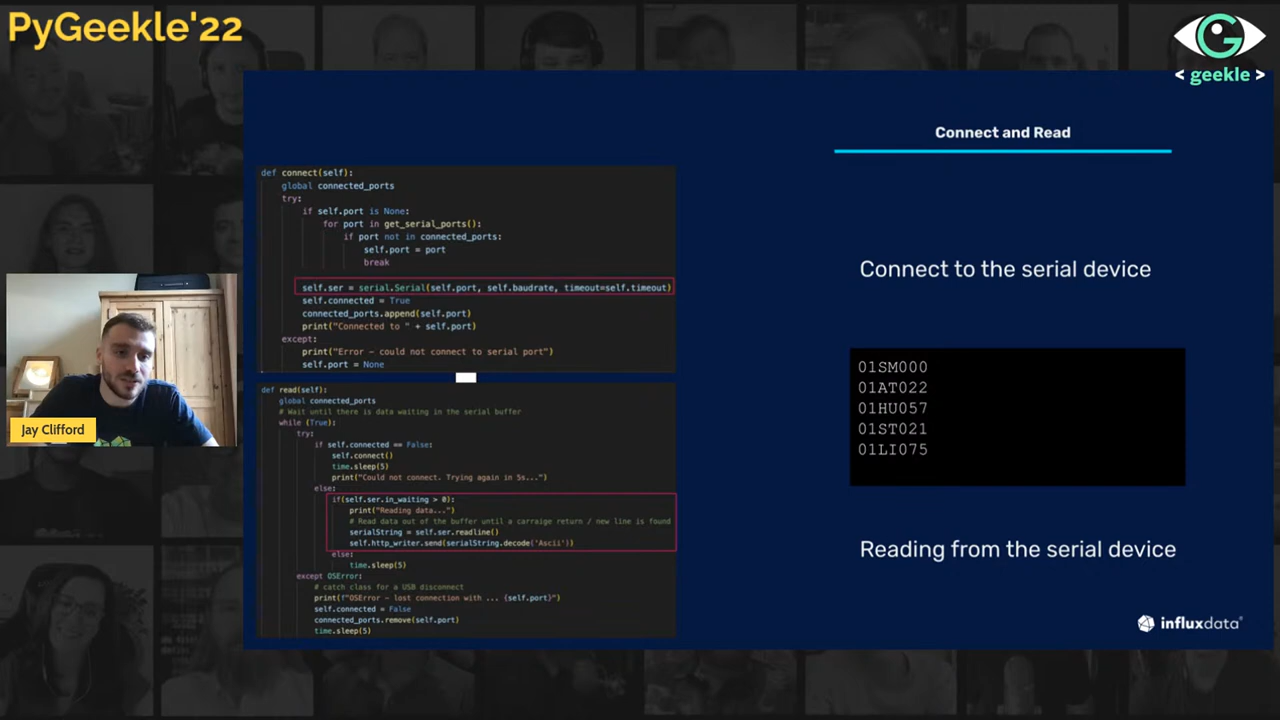 PyGeekle'22
G
< geekle >
Connect and Read
def connect(self):
global connected_ports
try:
if self.port is None:
for port in get_serial_ports():
if port not in connected_ports:
self.port = port
break
self.ser = serial.Serial(self.port, self.baudrate, timeout=self.timeout)
self.connected = True
connected_ports.append(self.port)
print("Connected to " + self.port)
except:
print("Error - could not connect to serial port")
self.port = None
Connect to the serial device
def read(self):
global connected_ports
# Wait until there is data waiting in the serial buffer
while (True):
try:
if self.connected == False:
self.connect()
time.sleep(5)
print("Could not connect. Trying again in 5s...")
else:
if(self.ser.in_waiting > 0):
print("Reading data...")
# Read data out of the buffer until a carraige return / new line is found
serialString = self.ser.readline()
self.http_writer.send(serialString.decode('Ascii'))
else:
time.sleep(5)
except OSError:
# catch class for a USB disconnect
print(f"OSError - lost connection with ... {self.port}")
self.connected = False
connected_ports.remove(self.port)
time.sleep(5)
01SM000
01AT022
01HU057
01ST021
01LI075
Reading from the serial device
Jay Clifford
influxdata®